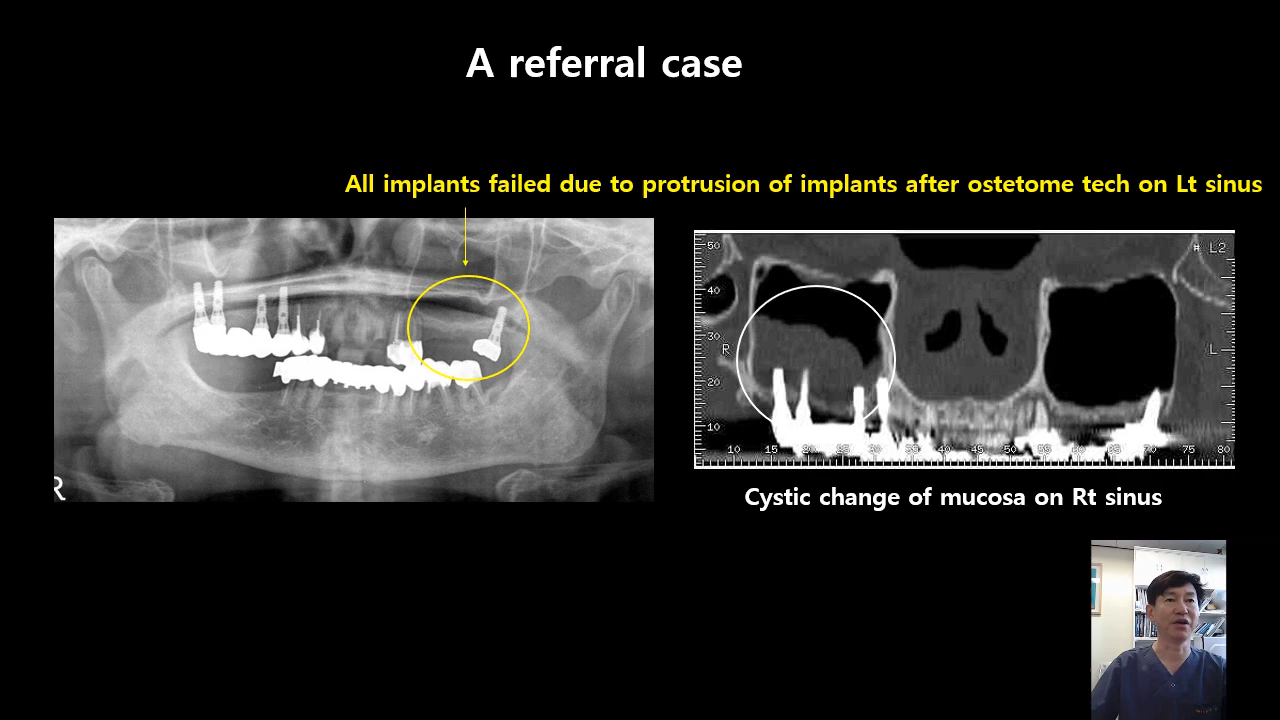 A referral case
All implants failed due to protrusion of implants after ostetome tech on Lt sinus
50
# L2
40
30
R
L
20
10
10 15 20 25 30 35 40 45 50 55 60 65 70 75 80
R
Cystic change of mucosa on Rt sinus